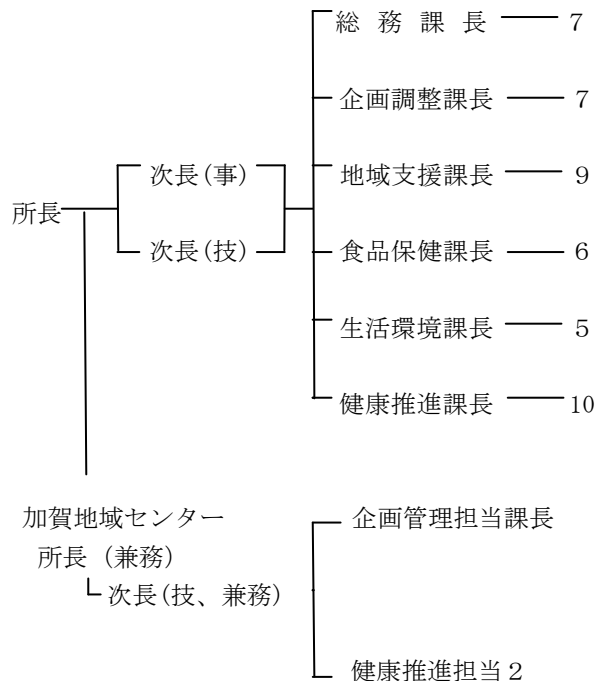 総務課長 7
企画調整課長 7
次長(事) 地域支援課長 9
所長
次長(技) 食品保健課長 6
生活環境課長 5
健康推進課長 10
加賀地域センター 企画管理担当課長
所長(兼務)
次長(技、兼務)
健康推進担当2